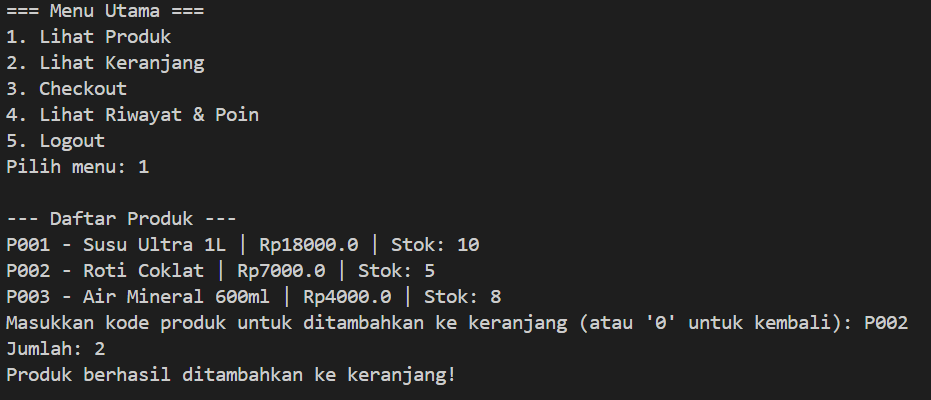 === Menu Utama ===
1. Lihat Produk
2. Lihat Keranjang
3. Checkout
4. Lihat Riwayat & Poin
5. Logout
Pilih menu: 1
--- Daftar Produk ---
P001 - Susu Ultra 1L | Rp18000.0 | Stok: 10
P002 - Roti Coklat | Rp7000.0 | Stok: 5
P003 - Air Mineral 600ml | Rp4000.0 | Stok: 8
Masukkan kode produk untuk ditambahkan ke keranjang (atau '0' untuk kembali): P002
Jumlah: 2
Produk berhasil ditambahkan ke keranjang!